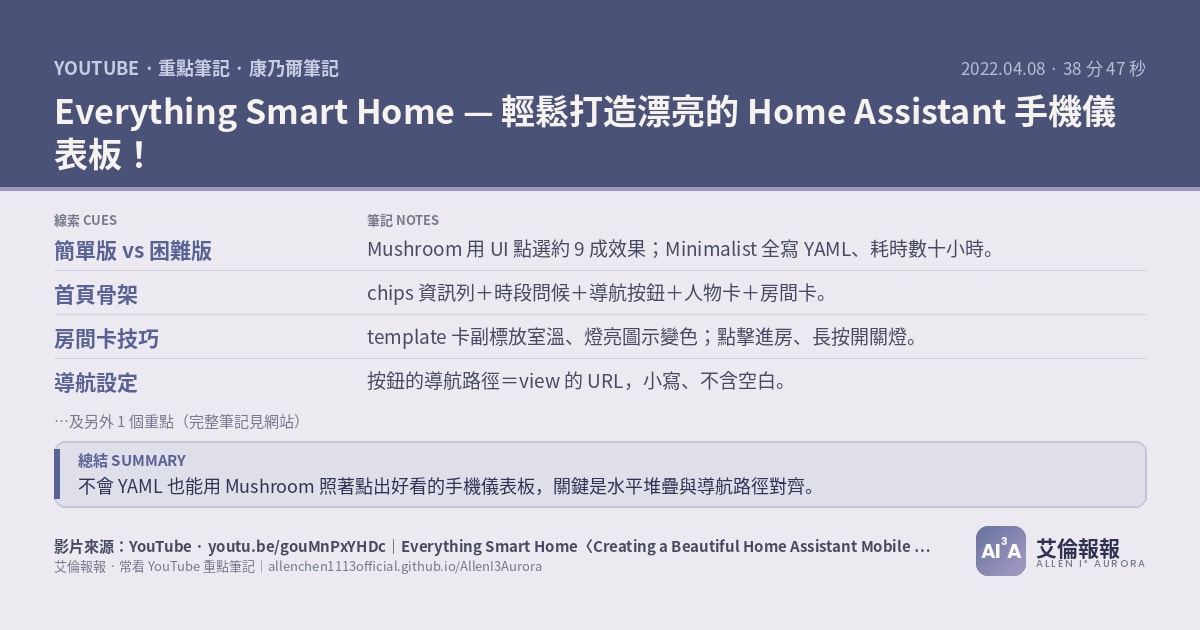 YOUTUBE · 重點筆記 · 康乃爾筆記
2022.04.08 · 38 分 47 秒
Everything Smart Home — 輕鬆打造漂亮的 Home Assistant 手機儀
表板！
線索 CUES
筆記 NOTES
簡單版 vs 困難版
Mushroom 用 UI 點選約 9 成效果；Minimalist 全寫 YAML、耗時數十小時。
首頁骨架
chips 資訊列＋時段問候＋導航按鈕＋人物卡＋房間卡。
房間卡技巧
template 卡副標放室溫、燈亮圖示變色；點擊進房、長按開關燈。
導航設定
按鈕的導航路徑＝view 的 URL，小寫、不含空白。
…及另外 1 個重點（完整筆記見網站）
總結 SUMMARY
不會 YAML 也能用 Mushroom 照著點出好看的手機儀表板，關鍵是水平堆疊與導航路徑對齊。
影片來源：YouTube · youtu.be/gouMnPxYHDc｜Everything Smart Home〈Creating a Beautiful Home Assistant Mobile …
艾倫報報 · 常看 YouTube 重點筆記｜allenchen1113official.github.io/AllenI3Aurora
AI³A
艾倫報報
ALLEN I³ AURORA